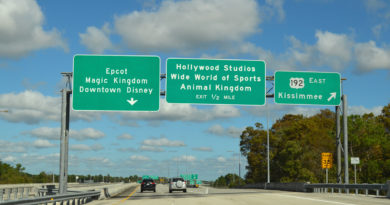 Epcot
Magic Kingdom
Downtown Disney
Hollywood Studios
Wide World of Sports
Animal Kingdom
EXIT 1/2 MILE
192 East
Kissimmee